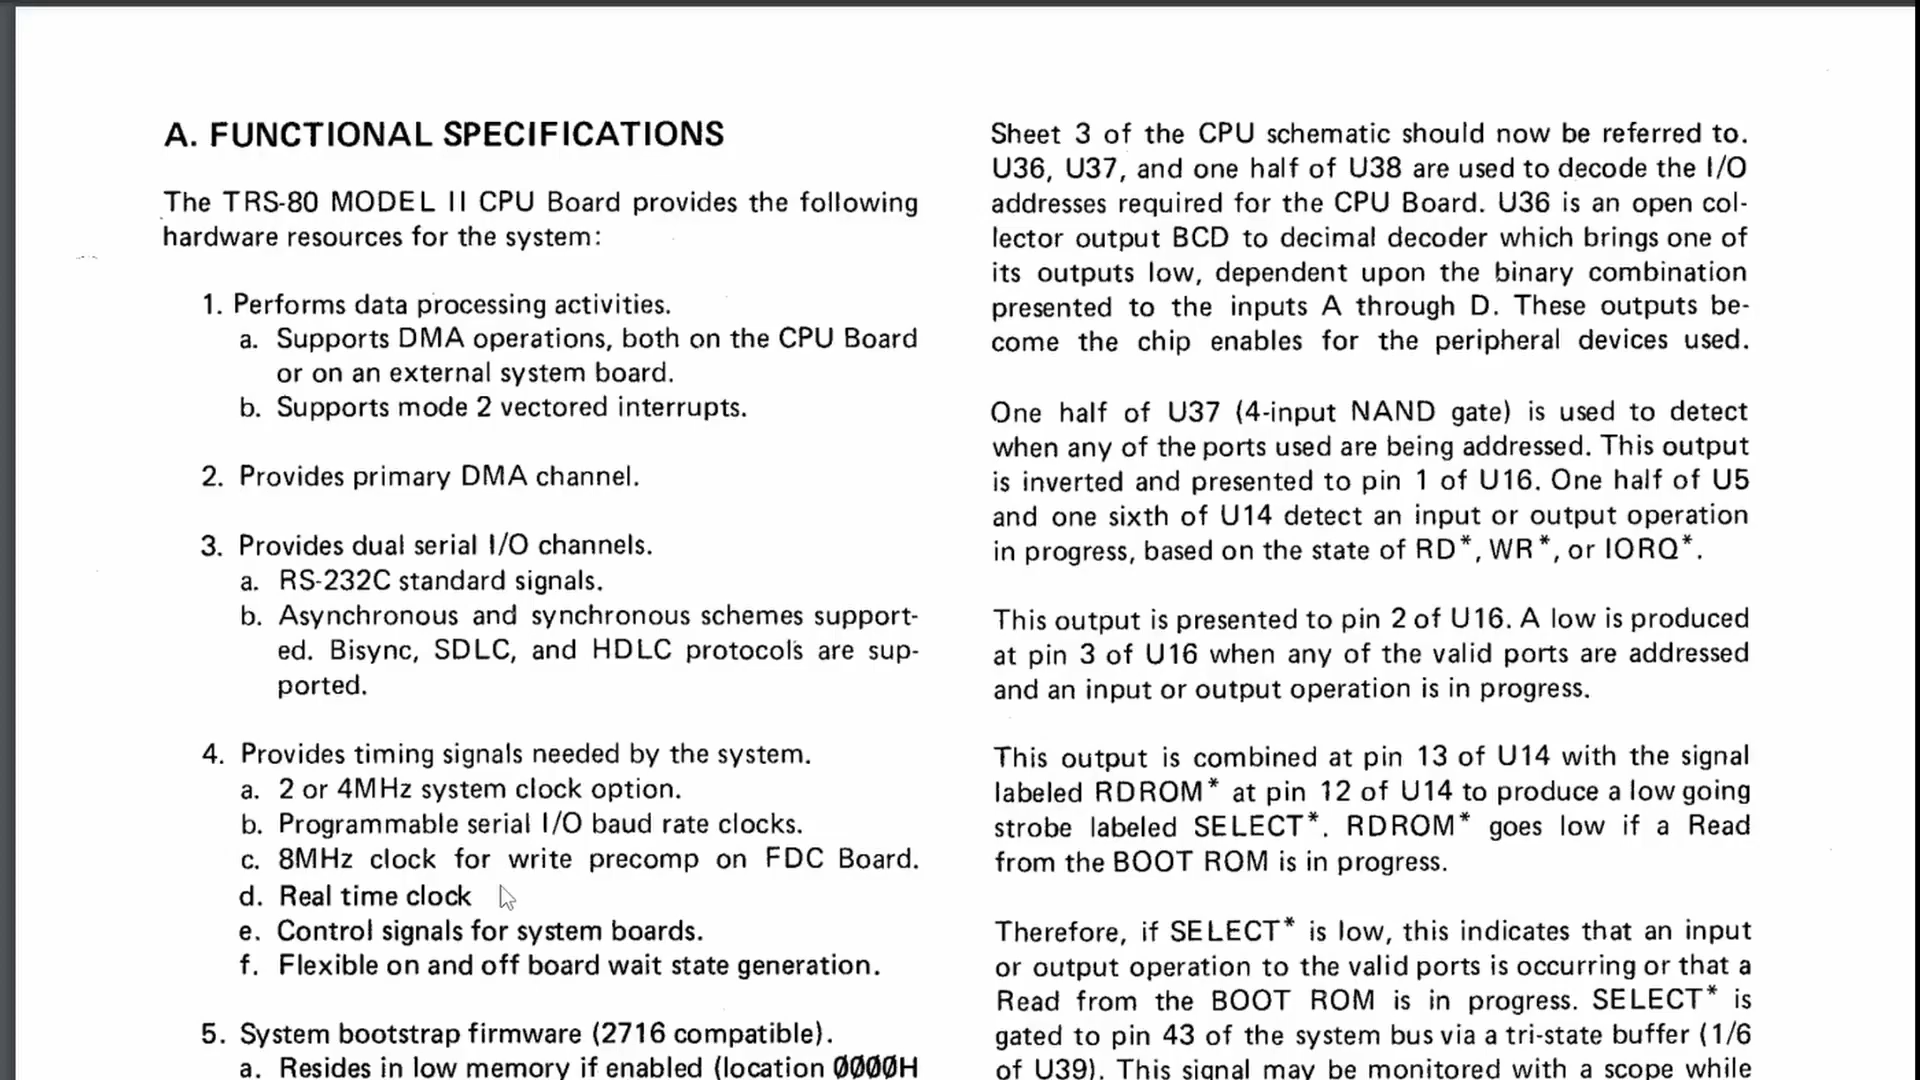 A. FUNCTIONAL SPECIFICATIONS
The TRS-80 MODEL II CPU Board provides the following
hardware resources for the system:
1. Performs data processing activities.
a. Supports DMA operations, both on the CPU Board
or on an external system board.
b. Supports mode 2 vectored interrupts.
2. Provides primary DMA channel.
3. Provides dual serial I/O channels.
a. RS-232C standard signals.
b. Asynchronous and synchronous schemes support-
ed. Bisync, SDLC, and HDLC protocols are sup-
ported.
4. Provides timing signals needed by the system.
a. 2 or 4MHz system clock option.
b. Programmable serial I/O baud rate clocks.
c. 8MHz clock for write precomp on FDC Board.
d. Real time clock
e. Control signals for system boards.
f. Flexible on and off board wait state generation.
5. System bootstrap firmware (2716 compatible).
a. Resides in low memory if enabled (location 0000H
Sheet 3 of the CPU schematic should now be referred to.
U36, U37, and one half of U38 are used to decode the I/O
addresses required for the CPU Board. U36 is an open col-
lector output BCD to decimal decoder which brings one of
its outputs low, dependent upon the binary combination
presented to the inputs A through D. These outputs be-
come the chip enables for the peripheral devices used.
One half of U37 (4-input NAND gate) is used to detect
when any of the ports used are being addressed. This output
is inverted and presented to pin 1 of U16. One half of U5
and one sixth of U14 detect an input or output operation
in progress, based on the state of RD*, WR*, or IORQ*.
This output is presented to pin 2 of U16. A low is produced
at pin 3 of U16 when any of the valid ports are addressed
and an input or output operation is in progress.
This output is combined at pin 13 of U14 with the signal
labeled RDROM* at pin 12 of U14 to produce a low going
strobe labeled SELECT*. RDROM* goes low if a Read
from the BOOT ROM is in progress.
Therefore, if SELECT* is low, this indicates that an input
or output operation to the valid ports is occurring or that a
Read from the BOOT ROM is in progress. SELECT* is
gated to pin 43 of the system bus via a tri-state buffer (1/6
of U39). This signal may be monitored with a scope while